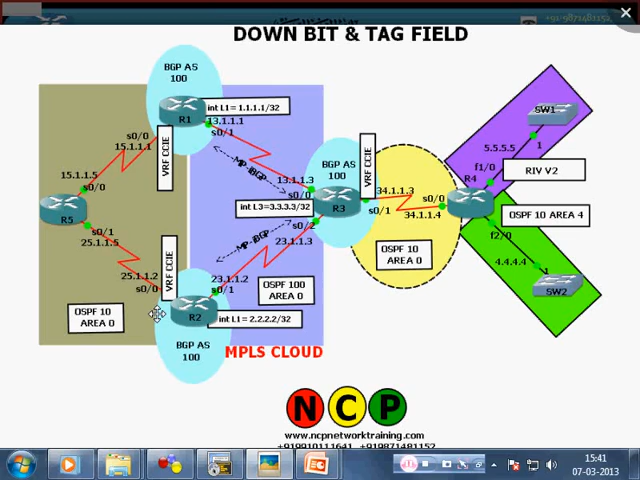 DOWN BIT & TAG FIELD
BGP AS
100
R1
int L1 = 1.1.1.1/32
13.1.1.1
s0/1
s0/0
15.1.1.1
VRF CCIE
MP-iBGP
15.1.1.5
s0/0
R5
s0/1
25.1.1.5
25.1.1.2
s0/0
VRF CCIE
OSPF 10
AREA 0
13.1.1.3
s0/0
int L3=3.3.3.3/32
s0/2
23.1.1.3
MP-iBGP
23.1.1.2
s0/1
OSPF 100
AREA 0
R2
int L1 = 2.2.2.2/32
BGP AS
100
MPLS CLOUD
BGP AS
100
VRF CCIE
R3
34.1.1.3
s0/1
s0/0
34.1.1.4
OSPF 10
AREA 0
R4
f1/0
5.5.5.5
1
SW1
RIV V2
OSPF 10 AREA 4
f2/0
4.4.4.4
1
SW2
N C P
www.ncpnetworktraining.com
+919910111641, +919871481152
15:41
07-03-2013